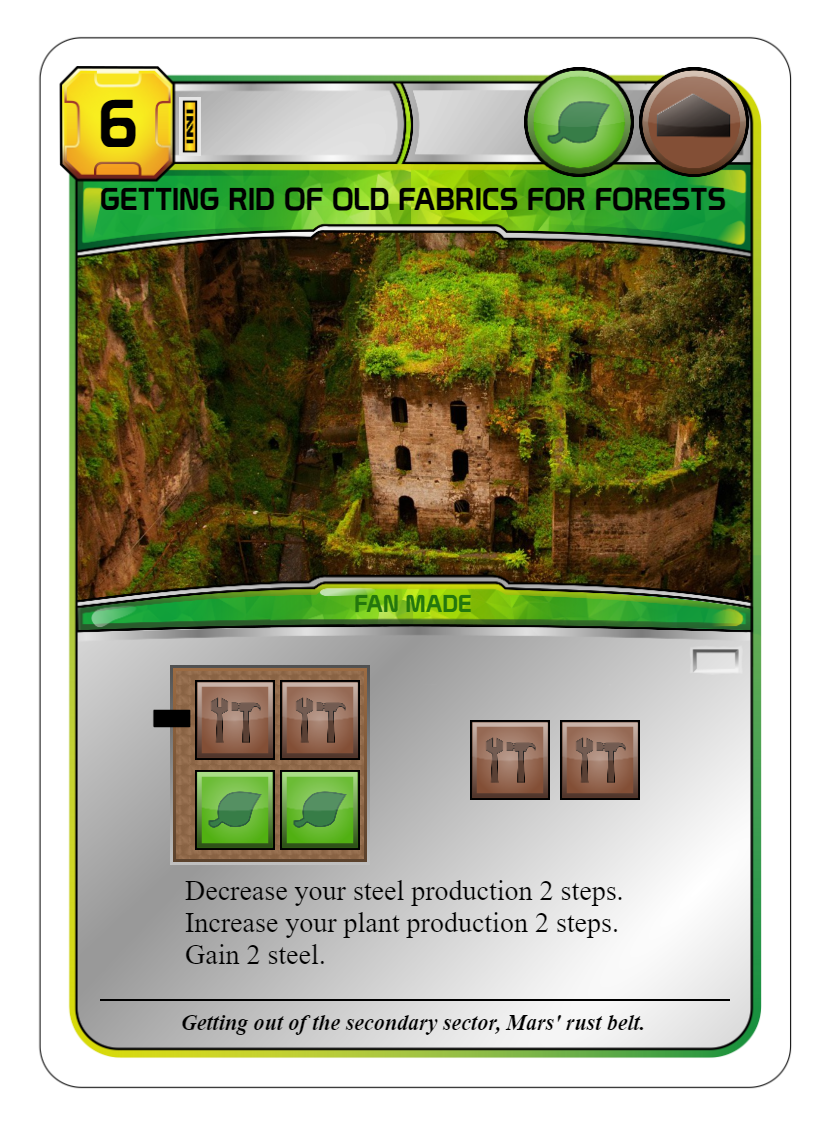 6
GETTING RID OF OLD FABRICS FOR FORESTS
FAN MADE
Decrease your steel production 2 steps.
Increase your plant production 2 steps.
Gain 2 steel.
Getting out of the secondary sector, Mars' rust belt.